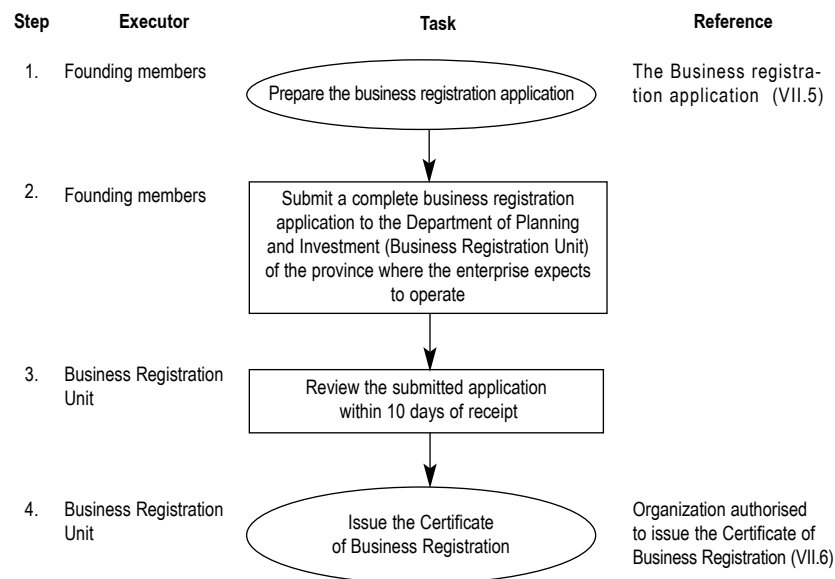 Step Executor Task Reference
1. Founding members Prepare the business registration application The Business registra-
tion application (VII.5)
2. Founding members Submit a complete business registration
application to the Department of Planning
and Investment (Business Registration Unit)
of the province where the enterprise expects
to operate
3. Business Registration
Unit
Review the submitted application
within 10 days of receipt
4. Business Registration
Unit
Issue the Certificate
of Business Registration
Organization authorised
to issue the Certificate of
Business Registration (VII.6)